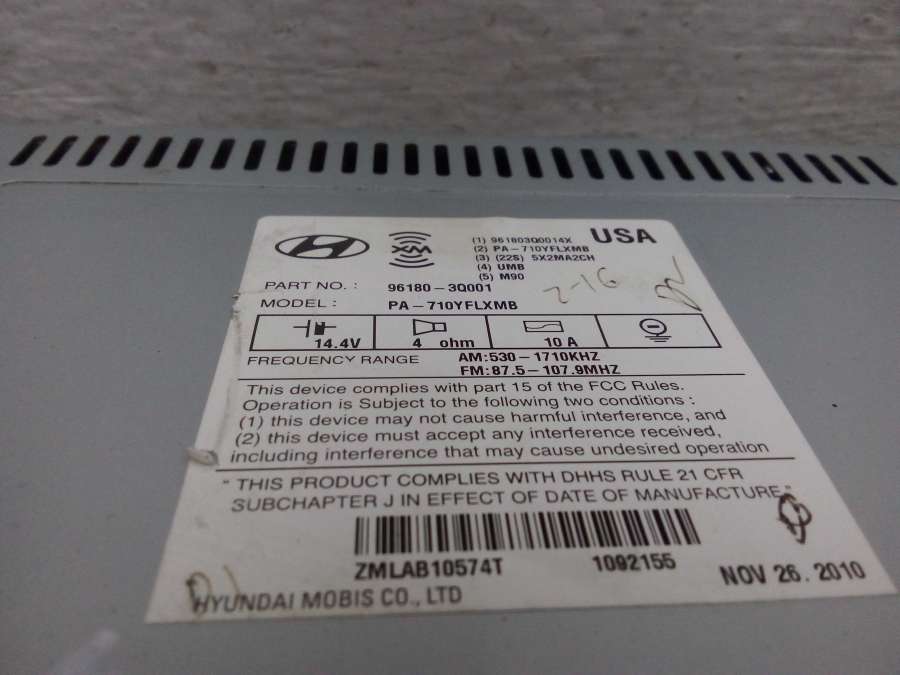 XM
(1) 961803Q0014X
(2) PA-710YFLXMB
(3) (22S) 5X2MA2CH
(4) UMB
(5) M90
USA
PART NO. : 96180-3Q001
2-16
MODEL : PA-710YFLXMB
14.4V 4 ohm 10 A
FREQUENCY RANGE AM:530-1710KHZ
FM:87.5-107.9MHZ
This device complies with part 15 of the FCC Rules.
Operation is Subject to the following two conditions :
(1) this device may not cause harmful interference, and
(2) this device must accept any interference received,
including interference that may cause undesired operation
" THIS PRODUCT COMPLIES WITH DHHS RULE 21 CFR
SUBCHAPTER J IN EFFECT OF DATE OF MANUFACTURE."
ZMLAB10574T 1092155
NOV 26. 2010
HYUNDAI MOBIS CO., LTD